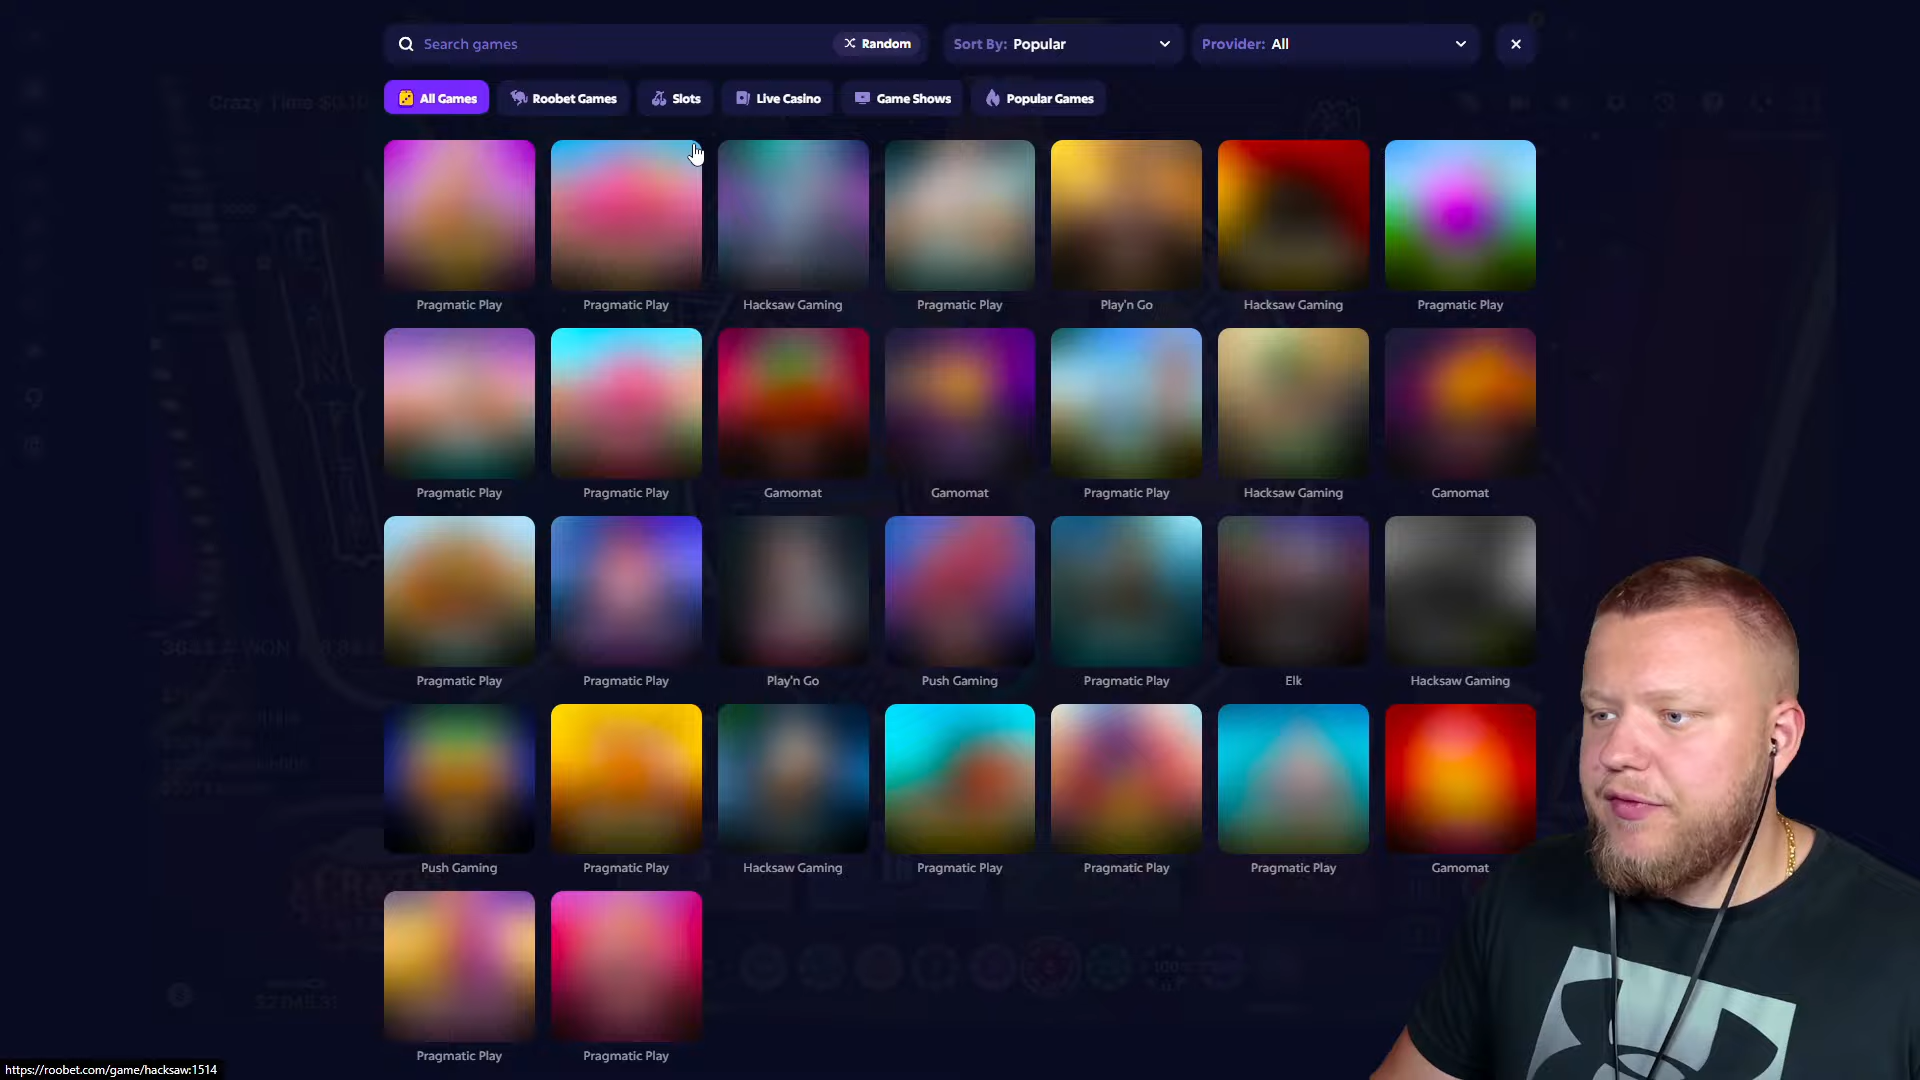 Search games Random Sort By: Popular Provider: All
All Games Roobet Games Slots Live Casino Game Shows Popular Games
Crazy Time $0.10
Pragmatic Play Pragmatic Play Hacksaw Gaming Pragmatic Play Play'n Go Hacksaw Gaming Pragmatic Play
Pragmatic Play Pragmatic Play Gamomat Gamomat Pragmatic Play Hacksaw Gaming Gamomat
Pragmatic Play Pragmatic Play Play'n Go Push Gaming Pragmatic Play Elk Hacksaw Gaming
Push Gaming Pragmatic Play Hacksaw Gaming Pragmatic Play Pragmatic Play Pragmatic Play Gamomat
Pragmatic Play Pragmatic Play
https://roobet.com/game/hacksaw:1514